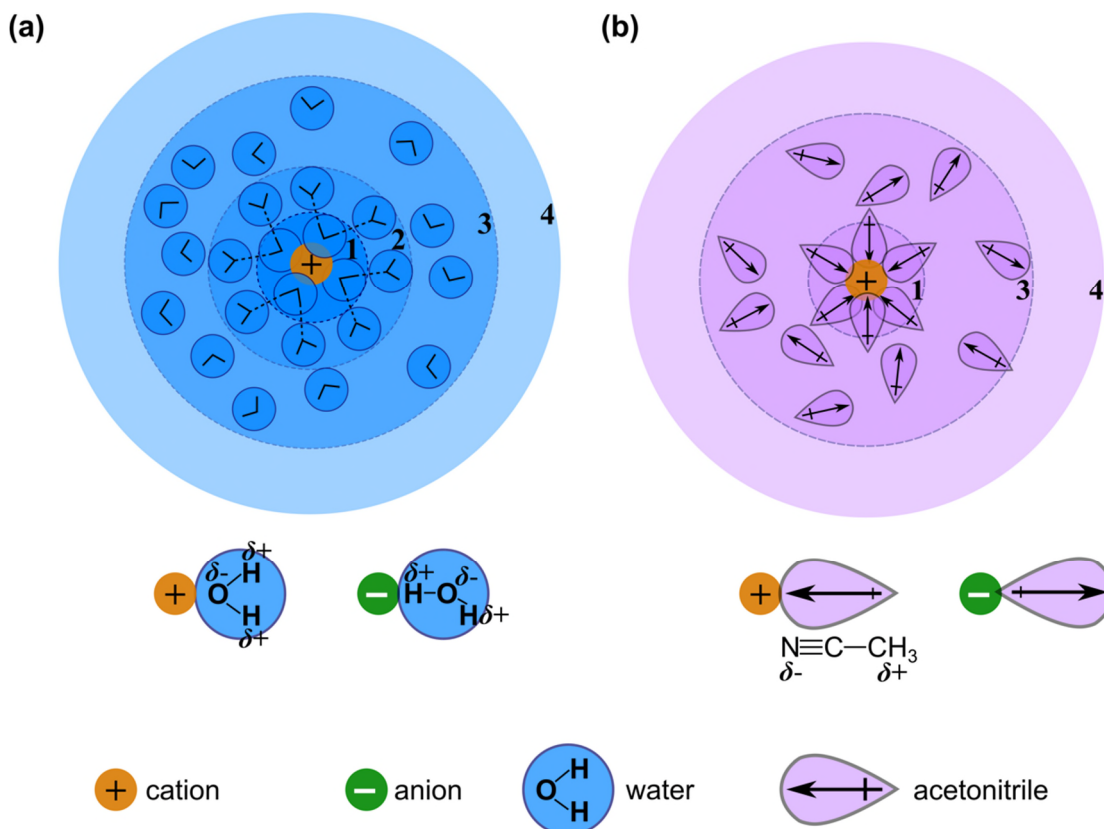 (a) (b)
1 2 3 4
1 3 4
+ +
δ+ δ+ δ-
δ- H H–O
+ O – H δ+
H
δ+
+ –
N≡C–CH₃
δ- δ+
+ cation – anion O H H water acetonitrile